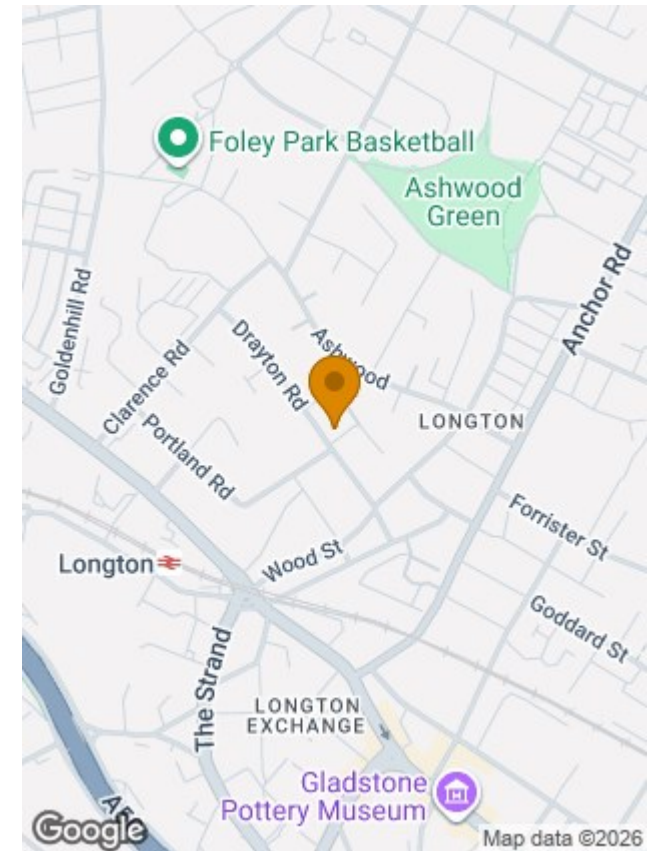 Foley Park Basketball
Ashwood
Green
Anchor Rd
Goldenhill Rd
Drayton Rd
Ashwood
Clarence Rd
LONGTON
Portland Rd
Forrister St
Wood St
Longton
Goddard St
The Strand
LONGTON
EXCHANGE
Gladstone
Pottery Museum
Google
Map data ©2026